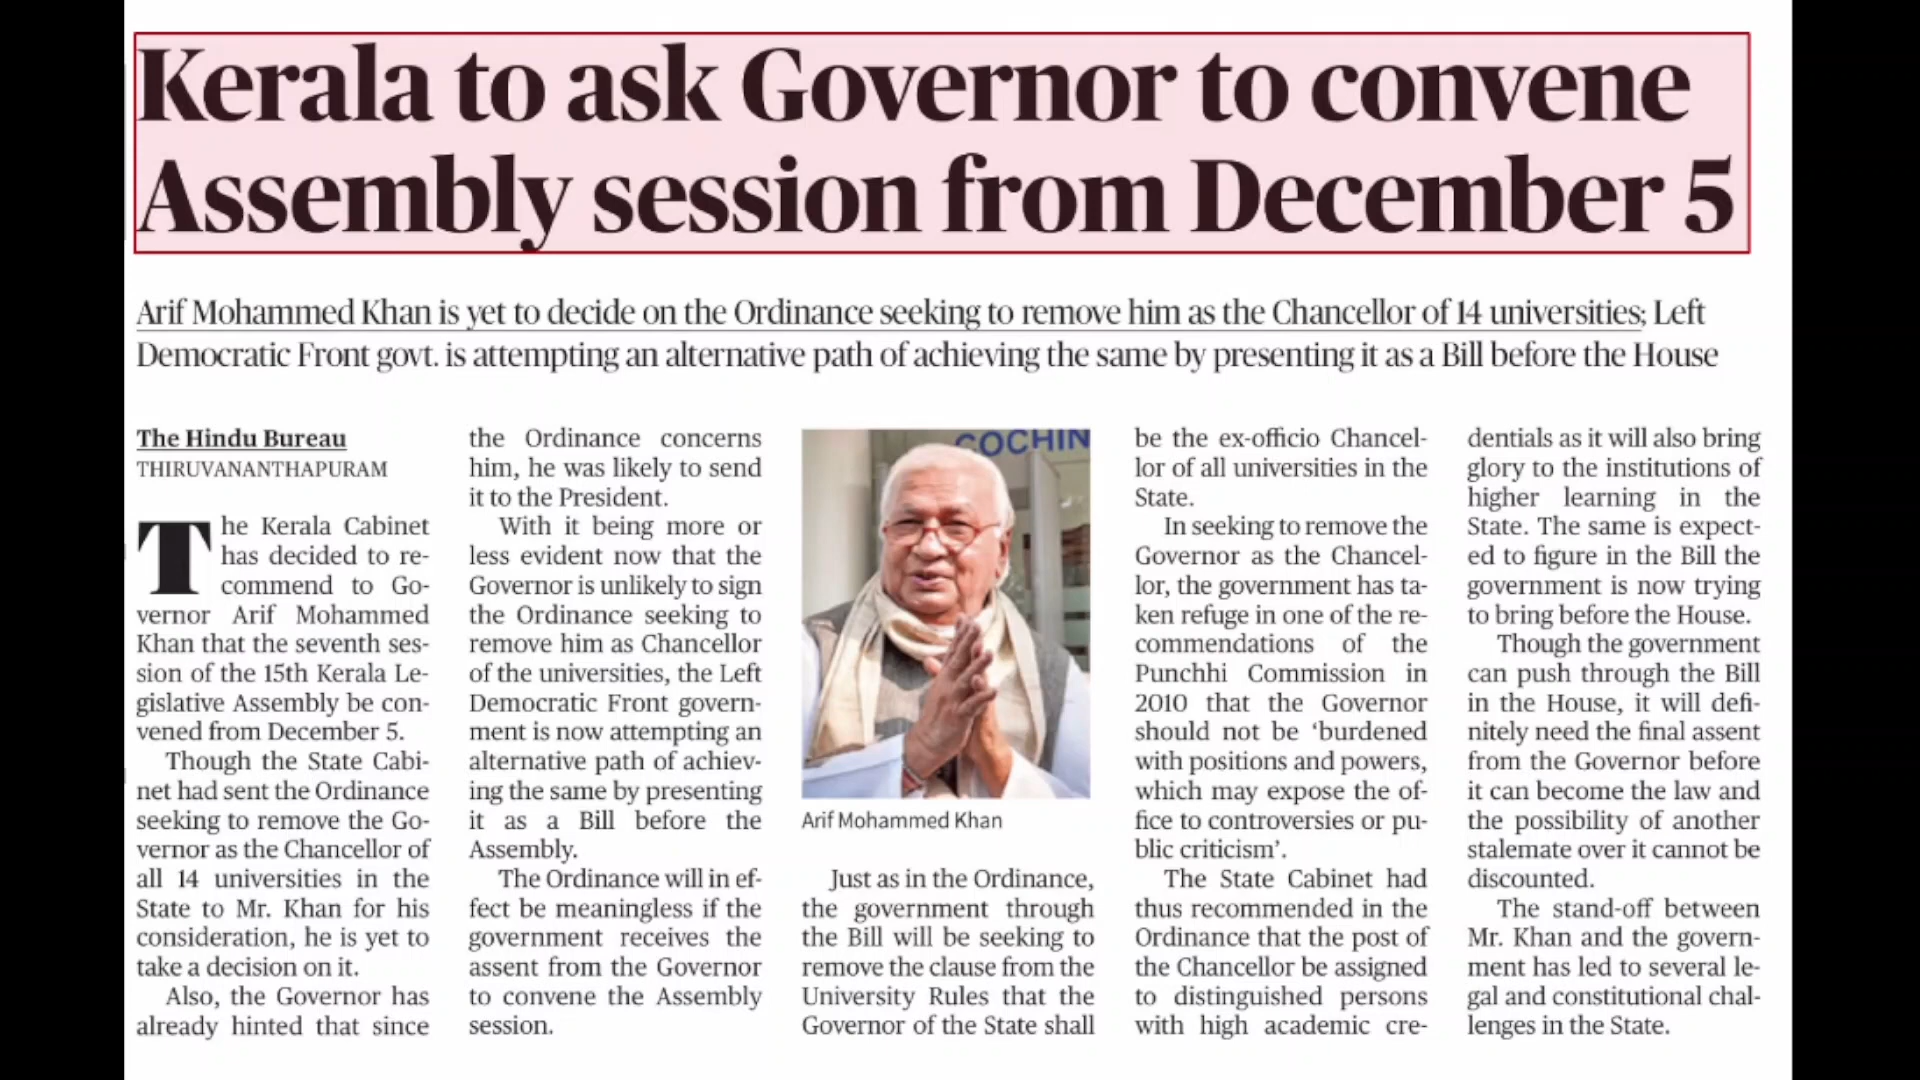 Kerala to ask Governor to convene
Assembly session from December 5
Arif Mohammed Khan is yet to decide on the Ordinance seeking to remove him as the Chancellor of 14 universities; Left
Democratic Front govt. is attempting an alternative path of achieving the same by presenting it as a Bill before the House
The Hindu Bureau
THIRUVANANTHAPURAM
The Kerala Cabinet
has decided to re-
commend to Go-
vernor Arif Mohammed
Khan that the seventh ses-
sion of the 15th Kerala Le-
gislative Assembly be con-
vened from December 5.
Though the State Cabi-
net had sent the Ordinance
seeking to remove the Go-
vernor as the Chancellor of
all 14 universities in the
State to Mr. Khan for his
consideration, he is yet to
take a decision on it.
Also, the Governor has
already hinted that since
the Ordinance concerns
him, he was likely to send
it to the President.
With it being more or
less evident now that the
Governor is unlikely to sign
the Ordinance seeking to
remove him as Chancellor
of the universities, the Left
Democratic Front govern-
ment is now attempting an
alternative path of achiev-
ing the same by presenting
it as a Bill before the
Assembly.
The Ordinance will in ef-
fect be meaningless if the
government receives the
assent from the Governor
to convene the Assembly
session.
COCHIN
Arif Mohammed Khan
Just as in the Ordinance,
the government through
the Bill will be seeking to
remove the clause from the
University Rules that the
Governor of the State shall
be the ex-officio Chancel-
lor of all universities in the
State.
In seeking to remove the
Governor as the Chancel-
lor, the government has ta-
ken refuge in one of the re-
commendations of the
Punchhi Commission in
2010 that the Governor
should not be ‘burdened
with positions and powers,
which may expose the of-
fice to controversies or pu-
blic criticism’.
The State Cabinet had
thus recommended in the
Ordinance that the post of
the Chancellor be assigned
to distinguished persons
with high academic cre-
dentials as it will also bring
glory to the institutions of
higher learning in the
State. The same is expect-
ed to figure in the Bill the
government is now trying
to bring before the House.
Though the government
can push through the Bill
in the House, it will defi-
nitely need the final assent
from the Governor before
it can become the law and
the possibility of another
stalemate over it cannot be
discounted.
The stand-off between
Mr. Khan and the govern-
ment has led to several le-
gal and constitutional chal-
lenges in the State.